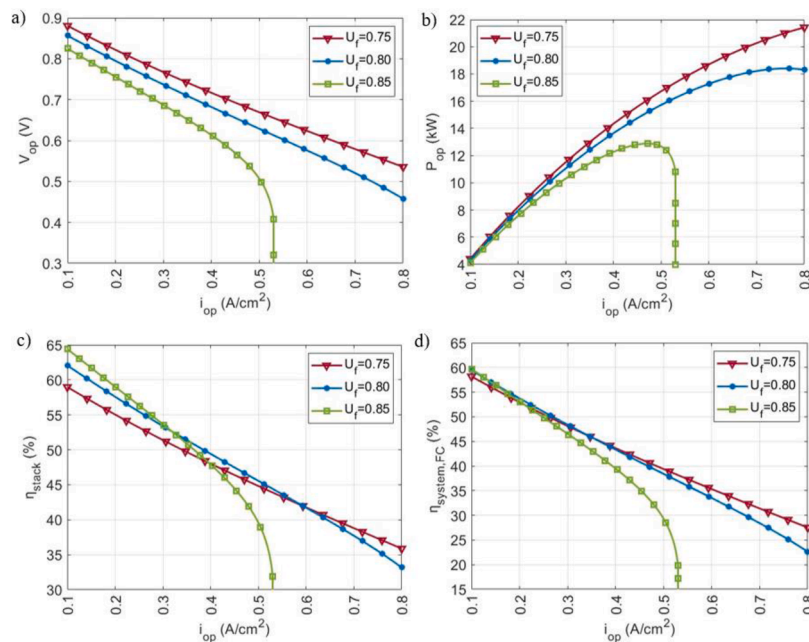 a)
0.9
0.8
0.7
0.6
0.5
0.4
0.3
V_op (V)
U_f=0.75
U_f=0.80
U_f=0.85
0.1
0.2
0.3
0.4
0.5
0.6
0.7
0.8
i_op (A/cm²)
b)
22
20
18
16
14
12
10
8
6
4
P_op (kW)
U_f=0.75
U_f=0.80
U_f=0.85
0.1
0.2
0.3
0.4
0.5
0.6
0.7
0.8
i_op (A/cm²)
c)
65
60
55
50
45
40
35
30
η_stack (%)
U_f=0.75
U_f=0.80
U_f=0.85
0.1
0.2
0.3
0.4
0.5
0.6
0.7
0.8
i_op (A/cm²)
d)
65
60
55
50
45
40
35
30
25
20
15
η_system,FC (%)
U_f=0.75
U_f=0.80
U_f=0.85
0.1
0.2
0.3
0.4
0.5
0.6
0.7
0.8
i_op (A/cm²)